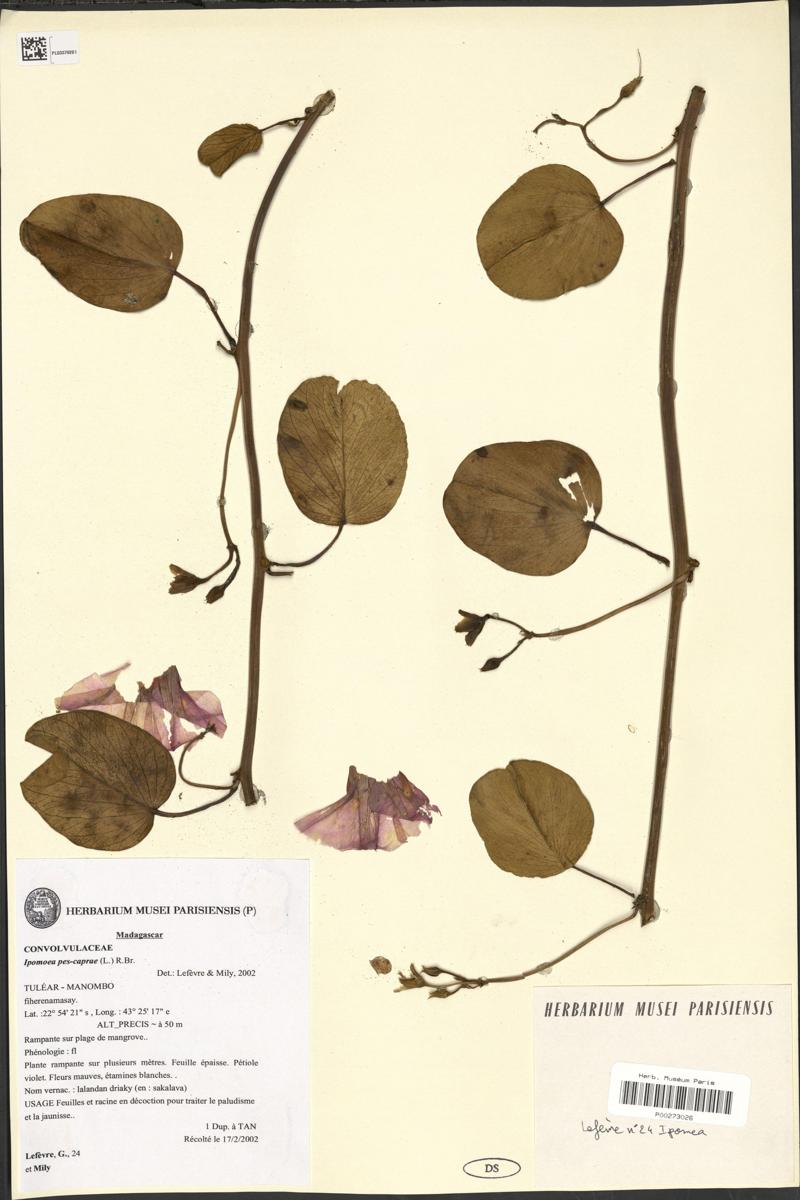 PL00376201
HERBARIUM MUSEI PARISIENSIS (P)
Madagascar
CONVOLVULACEAE
Ipomoea pes-caprae (L.) R.Br.
Det.: Lefèvre & Mily, 2002
TULÉAR - MANOMBO
fiherenamasay.
Lat. :22° 54' 21" s , Long. : 43° 25' 17" e
ALT_PRECIS ~ à 50 m
Rampante sur plage de mangrove..
Phénologie : fl
Plante rampante sur plusieurs mètres. Feuille épaisse. Pétiole
violet. Fleurs mauves, étamines blanches. .
Nom vernac. : lalandan driaky (en : sakalava)
USAGE Feuilles et racine en décoction pour traiter le paludisme
et la jaunisse..
1 Dup. à TAN
Récolté le 17/2/2002
Lefèvre, G., 24
et Mily
DS
HERBARIUM MUSEI PARISIENSIS
Herb. Muséum Paris
P00273026
Lefèvre n°24 Ipomea